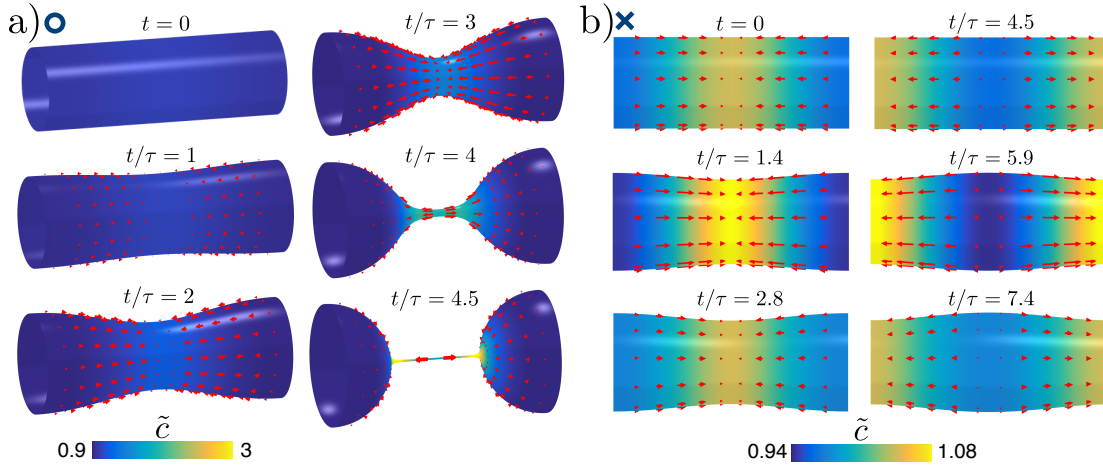 a)
t = 0
t/τ = 3
t/τ = 1
t/τ = 4
t/τ = 2
t/τ = 4.5
c̃
0.9
3
b)
t = 0
t/τ = 4.5
t/τ = 1.4
t/τ = 5.9
t/τ = 2.8
t/τ = 7.4
c̃
0.94
1.08